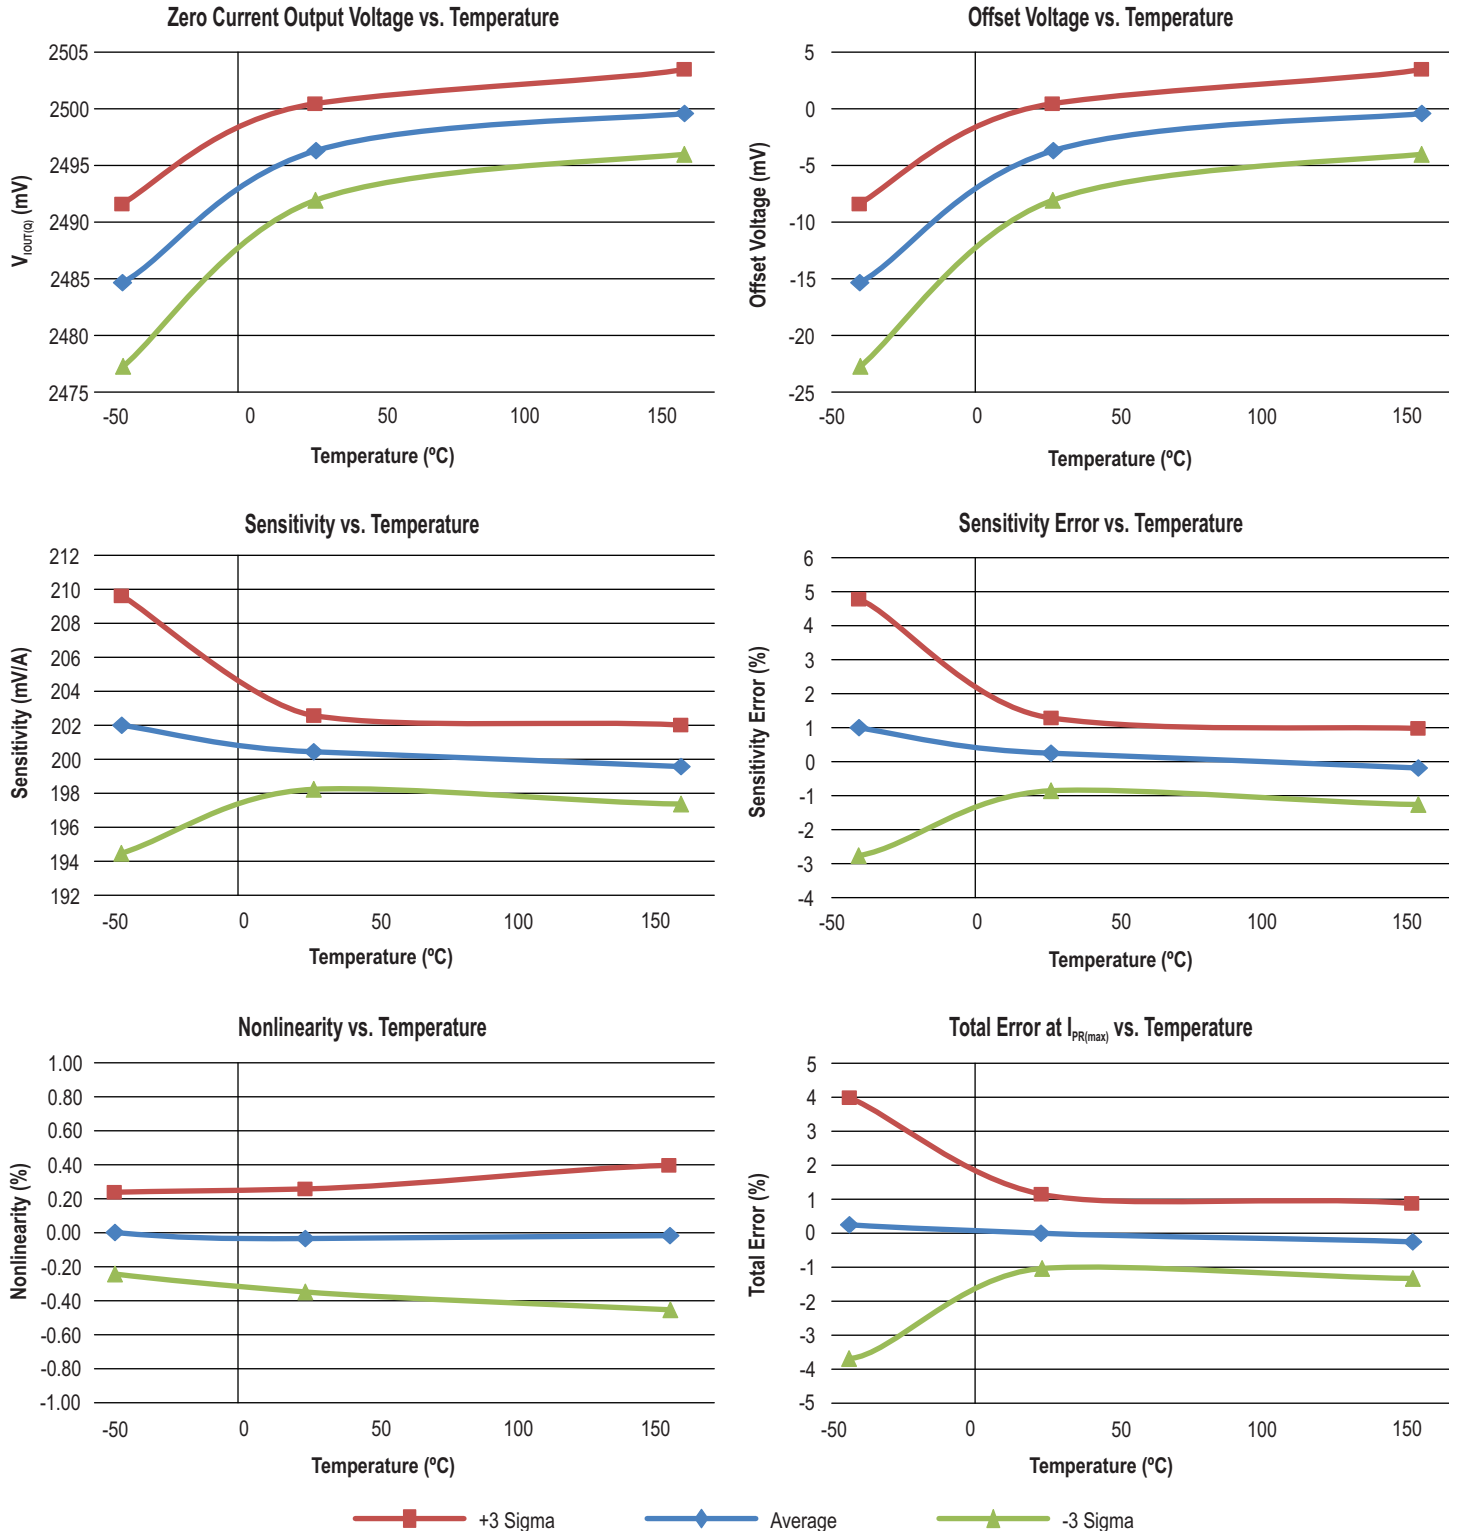 Zero Current Output Voltage vs. Temperature
2505
2500
2495
2490
2485
2480
2475
VIOUT(Q) (mV)
-50 0 50 100 150
Temperature (ºC)
Offset Voltage vs. Temperature
5
0
-5
-10
-15
-20
-25
Offset Voltage (mV)
-50 0 50 100 150
Temperature (ºC)
Sensitivity vs. Temperature
212
210
208
206
204
202
200
198
196
194
192
Sensitivity (mV/A)
-50 0 50 100 150
Temperature (ºC)
Sensitivity Error vs. Temperature
6
5
4
3
2
1
0
-1
-2
-3
-4
Sensitivity Error (%)
-50 0 50 100 150
Temperature (ºC)
Nonlinearity vs. Temperature
1.00
0.80
0.60
0.40
0.20
0.00
-0.20
-0.40
-0.60
-0.80
-1.00
Nonlinearity (%)
-50 0 50 100 150
Temperature (ºC)
Total Error at IPR(max) vs. Temperature
5
4
3
2
1
0
-1
-2
-3
-4
-5
Total Error (%)
-50 0 50 100 150
Temperature (ºC)
+3 Sigma Average -3 Sigma